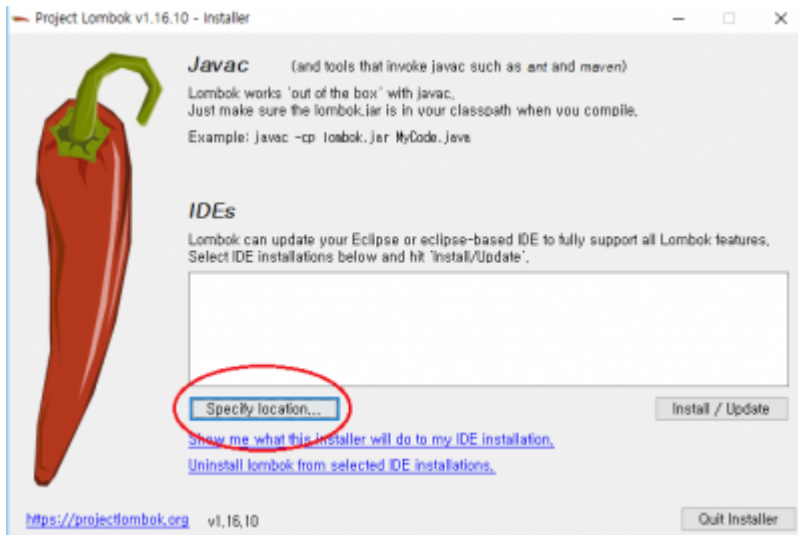 Project Lombok v1.16.10 - Installer
Javac (and tools that invoke javac such as ant and maven)
Lombok works 'out of the box' with javac.
Just make sure the lombok.jar is in your classpath when you compile.
Example: javac -cp lombok.jar MyCode.java
IDEs
Lombok can update your Eclipse or eclipse-based IDE to fully support all Lombok features.
Select IDE installations below and hit 'Install/Update'.
Specify location...
Install / Update
Show me what this installer will do to my IDE installation.
Uninstall lombok from selected IDE installations.
https://projectlombok.org v1.16.10
Quit Installer